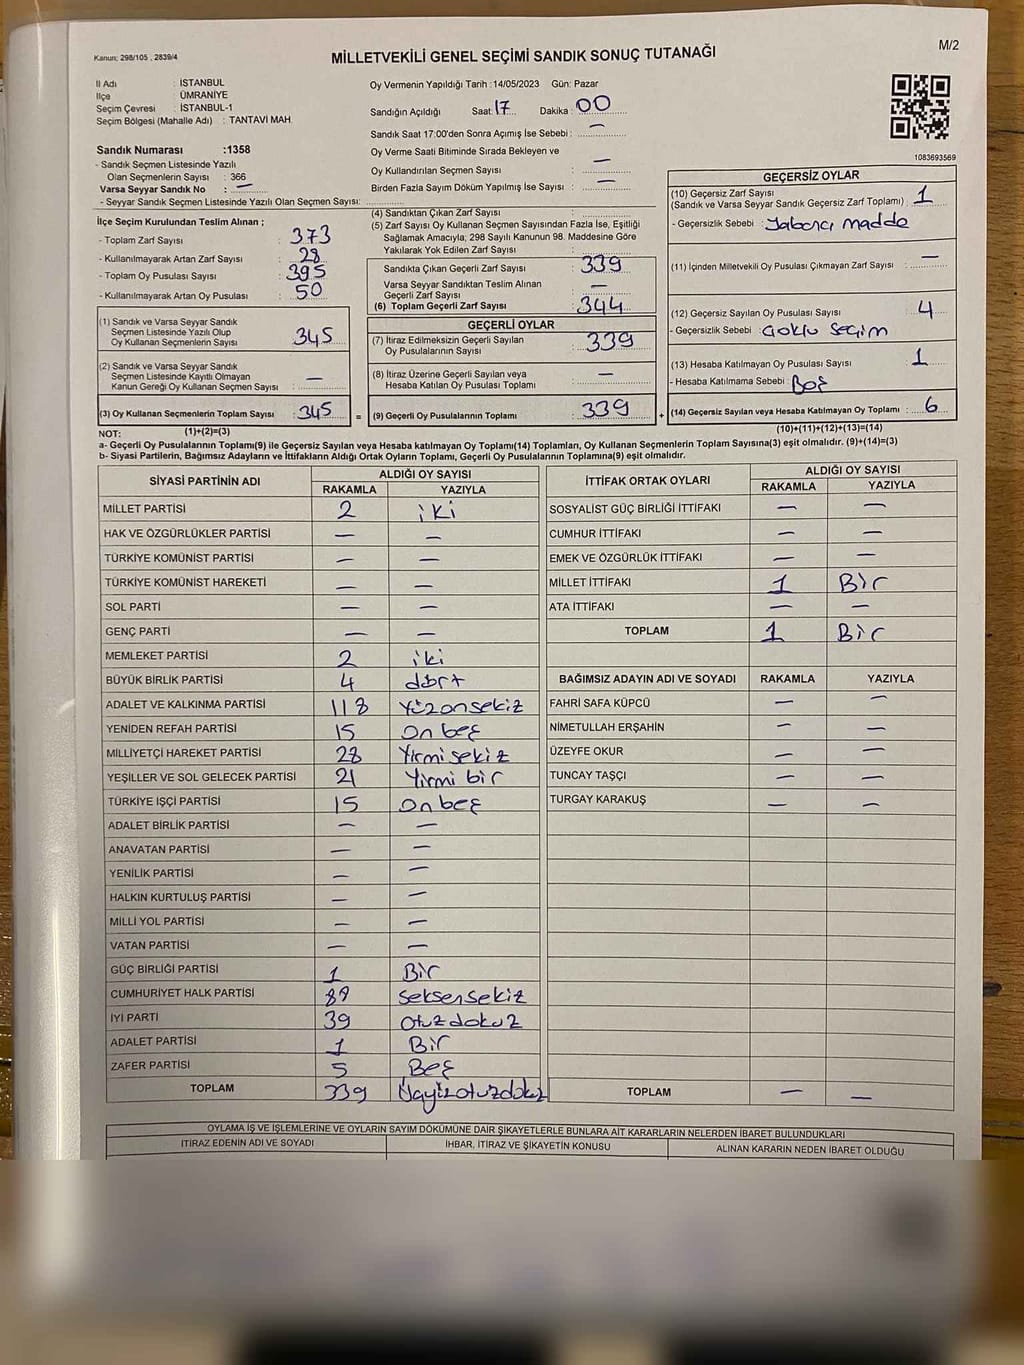 Kanun; 298/105 , 2839/4
MİLLETVEKİLİ GENEL SEÇİMİ SANDIK SONUÇ TUTANAĞI
M/2
İl Adı : İSTANBUL
İlçe : ÜMRANİYE
Seçim Çevresi : İSTANBUL-1
Seçim Bölgesi (Mahalle Adı) : TANTAVİ MAH.
Oy Vermenin Yapıldığı Tarih :14/05/2023 Gün: Pazar
Sandığın Açıldığı Saat: 17 Dakika : 00
Sandık Saat 17:00'den Sonra Açımış İse Sebebi : —
Oy Verme Saati Bitiminde Sırada Bekleyen ve
Oy Kullandırılan Seçmen Sayısı : —
Birden Fazla Sayım Döküm Yapılmış İse Sayısı : —
1083693569
Sandık Numarası :1358
- Sandık Seçmen Listesinde Yazılı
Olan Seçmenlerin Sayısı : 366
Varsa Seyyar Sandık No : —
- Seyyar Sandık Seçmen Listesinde Yazılı Olan Seçmen Sayısı:
İlçe Seçim Kurulundan Teslim Alınan ;
- Toplam Zarf Sayısı : 373
- Kullanılmayarak Artan Zarf Sayısı : 28
- Toplam Oy Pusulası Sayısı : 395
- Kullanılmayarak Artan Oy Pusulası : 50
(1) Sandık ve Varsa Seyyar Sandık
Seçmen Listesinde Yazılı Olup
Oy Kullanan Seçmenlerin Sayısı : 345
(2) Sandık ve Varsa Seyyar Sandık
Seçmen Listesinde Kayıtlı Olmayan
Kanun Gereği Oy Kullanan Seçmen Sayısı : —
(3) Oy Kullanan Seçmenlerin Toplam Sayısı : 345 =
(4) Sandıktan Çıkan Zarf Sayısı :
(5) Zarf Sayısı Oy Kullanan Seçmen Sayısından Fazla İse, Eşitliği
Sağlamak Amacıyla, 298 Sayılı Kanunun 98. Maddesine Göre
Yakılarak Yok Edilen Zarf Sayısı :
Sandıkta Çıkan Geçerli Zarf Sayısı : 339
Varsa Seyyar Sandıktan Teslim Alınan
Geçerli Zarf Sayısı : —
(6) Toplam Geçerli Zarf Sayısı : 344
GEÇERLİ OYLAR
(7) İtiraz Edilmeksizin Geçerli Sayılan
Oy Pusulalarının Sayısı : 339
(8) İtiraz Üzerine Geçerli Sayılan veya
Hesaba Katılan Oy Pusulası Toplamı : —
(9) Geçerli Oy Pusulalarının Toplamı : 339 +
GEÇERSİZ OYLAR
(10) Geçersiz Zarf Sayısı
(Sandık ve Varsa Seyyar Sandık Geçersiz Zarf Toplamı) : 1
- Geçersizlik Sebebi : Yabancı madde
(11) İçinden Milletvekili Oy Pusulası Çıkmayan Zarf Sayısı : —
(12) Geçersiz Sayılan Oy Pusulası Sayısı : 4
- Geçersizlik Sebebi : Çoklu Seçim
(13) Hesaba Katılmayan Oy Pusulası Sayısı : 1
- Hesaba Katılmama Sebebi : Boş
(14) Geçersiz Sayılan veya Hesaba Katılmayan Oy Toplamı : 6
(1)+(2)=(3)
(10)+(11)+(12)+(13)=(14)
NOT:
a- Geçerli Oy Pusulalarının Toplamı(9) ile Geçersiz Sayılan veya Hesaba katılmayan Oy Toplamı(14) Toplamları, Oy Kullanan Seçmenlerin Toplam Sayısına(3) eşit olmalıdır. (9)+(14)=(3)
b- Siyasi Partilerin, Bağımsız Adayların ve İttifakların Aldığı Ortak Oyların Toplamı, Geçerli Oy Pusulalarının Toplamına(9) eşit olmalıdır.
SİYASİ PARTİNİN ADI ALDIĞI OY SAYISI
RAKAMLA YAZIYLA
MİLLET PARTİSİ 2 iki
HAK VE ÖZGÜRLÜKLER PARTİSİ — —
TÜRKİYE KOMÜNİST PARTİSİ — —
TÜRKİYE KOMÜNİST HAREKETİ — —
SOL PARTİ — —
GENÇ PARTİ — —
MEMLEKET PARTİSİ 2 iki
BÜYÜK BİRLİK PARTİSİ 4 dört
ADALET VE KALKINMA PARTİSİ 118 Yüzonsekiz
YENİDEN REFAH PARTİSİ 15 On beş
MİLLİYETÇİ HAREKET PARTİSİ 28 Yirmi sekiz
YEŞİLLER VE SOL GELECEK PARTİSİ 21 Yirmi bir
TÜRKİYE İŞÇİ PARTİSİ 15 On beş
ADALET BİRLİK PARTİSİ — —
ANAVATAN PARTİSİ — —
YENİLİK PARTİSİ — —
HALKIN KURTULUŞ PARTİSİ — —
MİLLİ YOL PARTİSİ — —
VATAN PARTİSİ — —
GÜÇ BİRLİĞİ PARTİSİ 1 Bir
CUMHURİYET HALK PARTİSİ Seksen sekiz
İYİ PARTİ 39 Otuz dokuz
ADALET PARTİSİ 1 Bir
ZAFER PARTİSİ 5 Beş
TOPLAM 339 Üçyüzotuzdokuz
İTTİFAK ORTAK OYLARI ALDIĞI OY SAYISI
RAKAMLA YAZIYLA
SOSYALİST GÜÇ BİRLİĞİ İTTİFAKI — —
CUMHUR İTTİFAKI — —
EMEK VE ÖZGÜRLÜK İTTİFAKI — —
MİLLET İTTİFAKI 1 Bir
ATA İTTİFAKI — —
TOPLAM 1 Bir
BAĞIMSIZ ADAYIN ADI VE SOYADI RAKAMLA YAZIYLA
FAHRİ SAFA KÜPCÜ — —
NİMETULLAH ERŞAHİN — —
ÜZEYFE OKUR — —
TUNCAY TAŞÇI — —
TURGAY KARAKUŞ — —
TOPLAM — —
OYLAMA İŞ VE İŞLEMLERİNE VE OYLARIN SAYIM DÖKÜMÜNE DAİR ŞİKAYETLERLE BUNLARA AİT KARARLARIN NELERDEN İBARET BULUNDUKLARI
İTİRAZ EDENİN ADI VE SOYADI İHBAR, İTİRAZ VE ŞİKAYETİN KONUSU ALINAN KARARIN NEDEN İBARET OLDUĞU